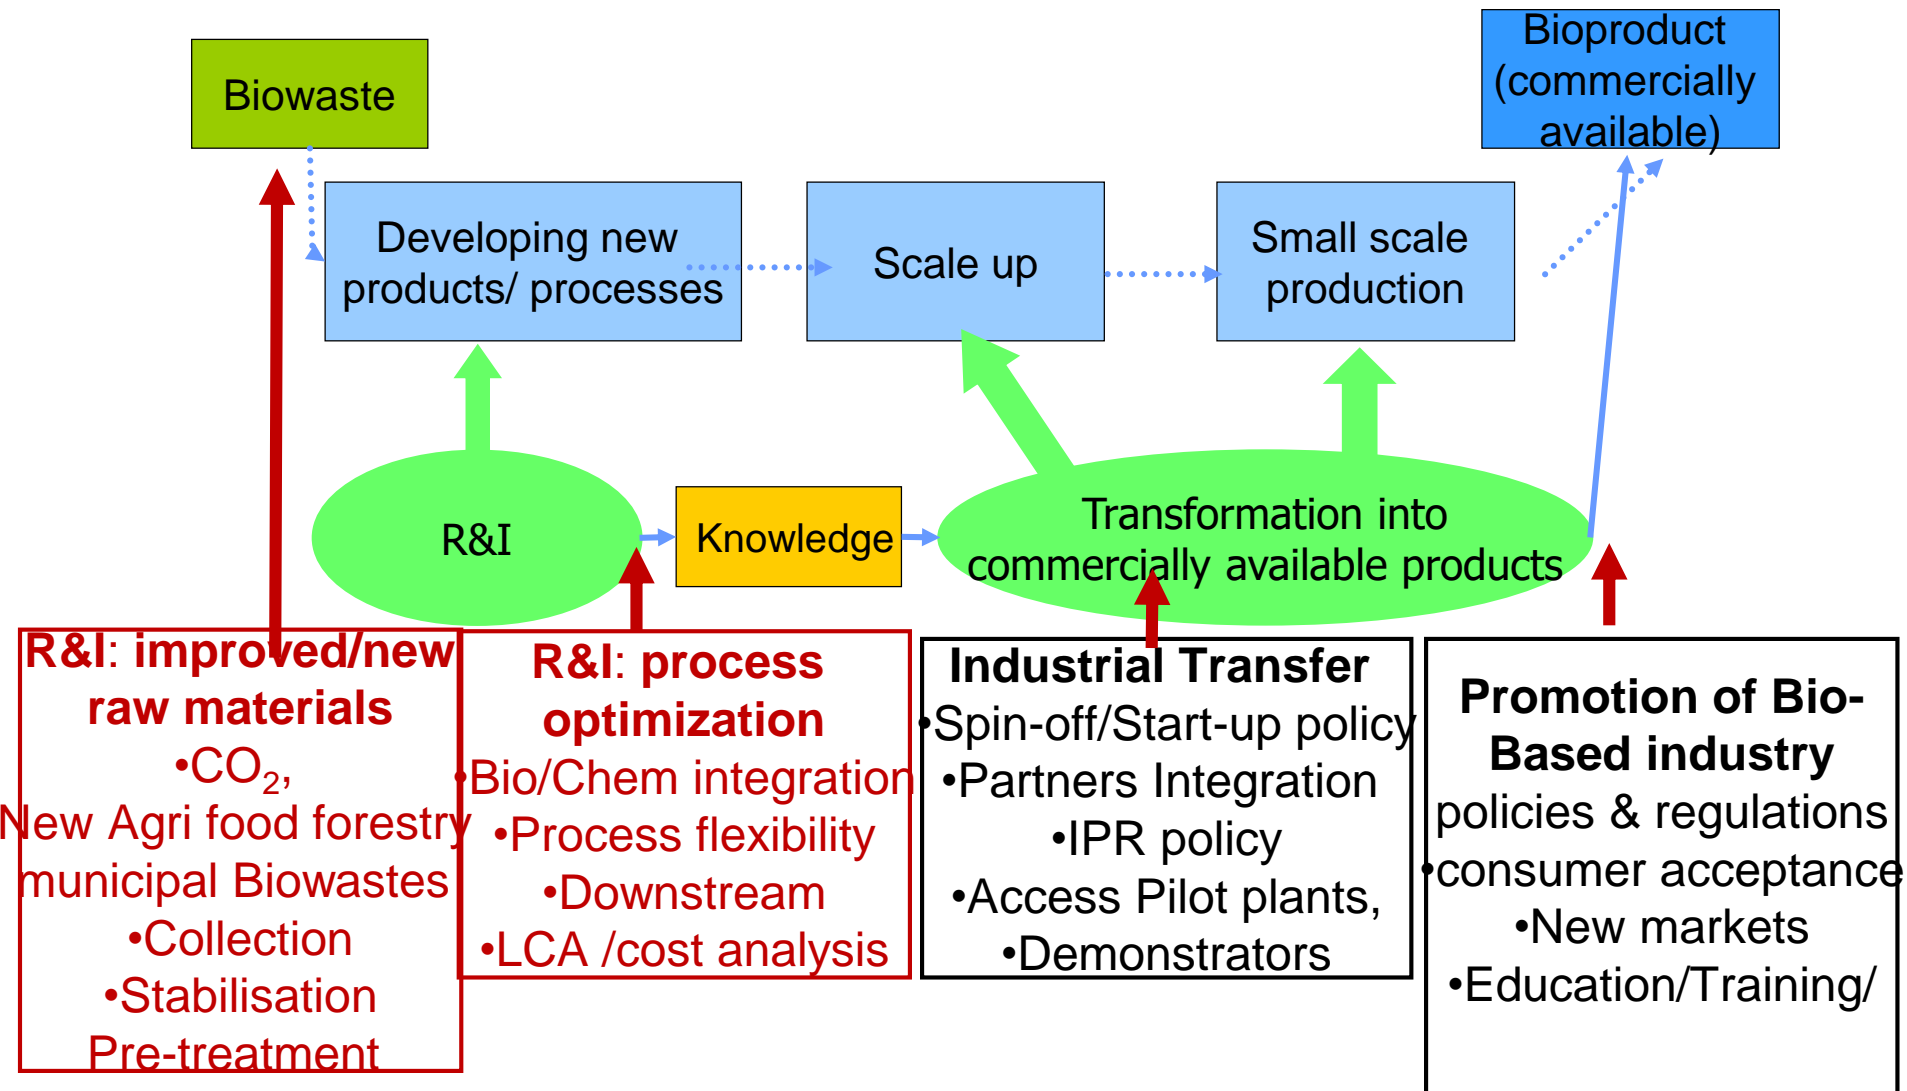 Biowaste
Bioproduct
(commercially
available)
Developing new
products/ processes
Scale up
Small scale
production
R&I
Knowledge
Transformation into
commercially available products
R&I: improved/new
raw materials
•CO₂,
New Agri food forestry
municipal Biowastes
•Collection
•Stabilisation
Pre-treatment
R&I: process
optimization
•Bio/Chem integration
•Process flexibility
•Downstream
•LCA /cost analysis
Industrial Transfer
•Spin-off/Start-up policy
•Partners Integration
•IPR policy
•Access Pilot plants,
•Demonstrators
Promotion of Bio-
Based industry
policies & regulations
•consumer acceptance
•New markets
•Education/Training/